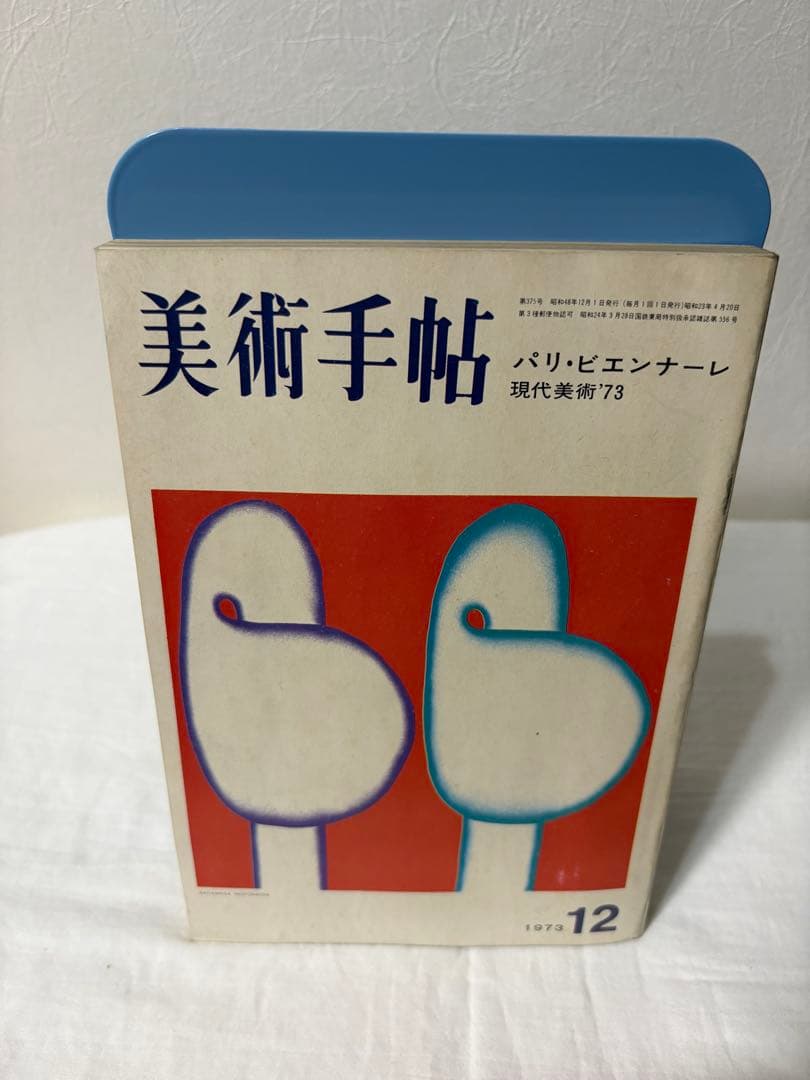 美術手帖
第375号 昭和48年12月1日発行(毎月1回1日発行)昭和23年4月20日
第3種郵便物認可 昭和24年3月28日国鉄東局特別扱承認雑誌第556号
パリ・ビエンナーレ
現代美術'73
1973 12